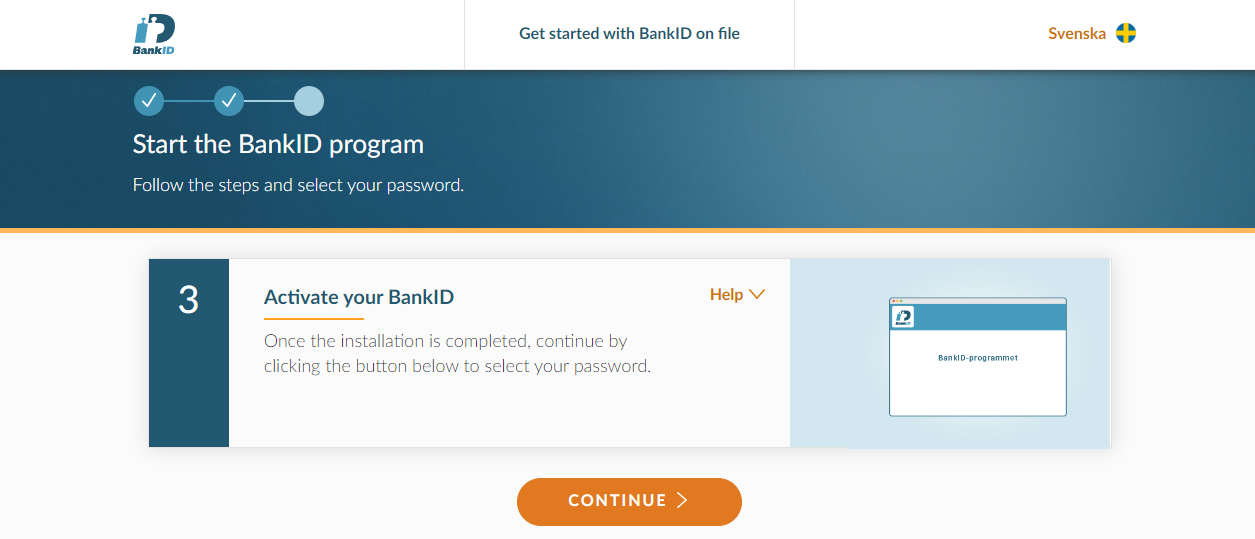 BankID
Get started with BankID on file
Svenska
Start the BankID program
Follow the steps and select your password.
3
Activate your BankID
Help
Once the installation is completed, continue by
clicking the button below to select your password.
BankID
BankID-programmet
CONTINUE